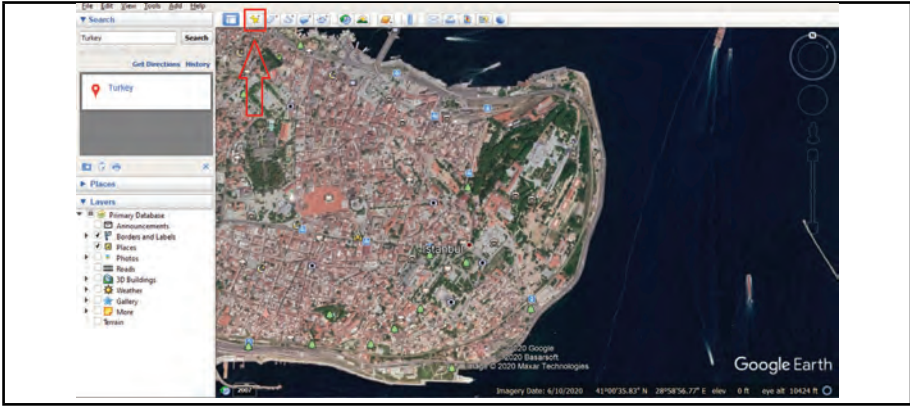 File Edit View Tools Add Help
Search
Turkey
Search
Get Directions History
Turkey
Places
Layers
Primary Database
Announcements
Borders and Labels
Places
Photos
Roads
3D Buildings
Weather
Gallery
More
Terrain
Istanbul
2020 Google
2020 Basarsoft
Image © 2020 Maxar Technologies
Google Earth
2007
Imagery Date: 6/10/2020 41°00'35.83" N 28°58'56.77" E elev 0 ft eye alt 10424 ft
N